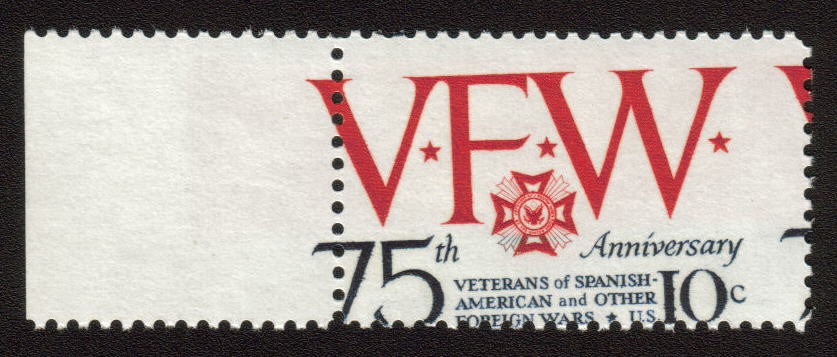 V★F★W★
75th Anniversary
VETERANS of SPANISH-
AMERICAN and OTHER
FOREIGN WARS ★ U.S. 10c